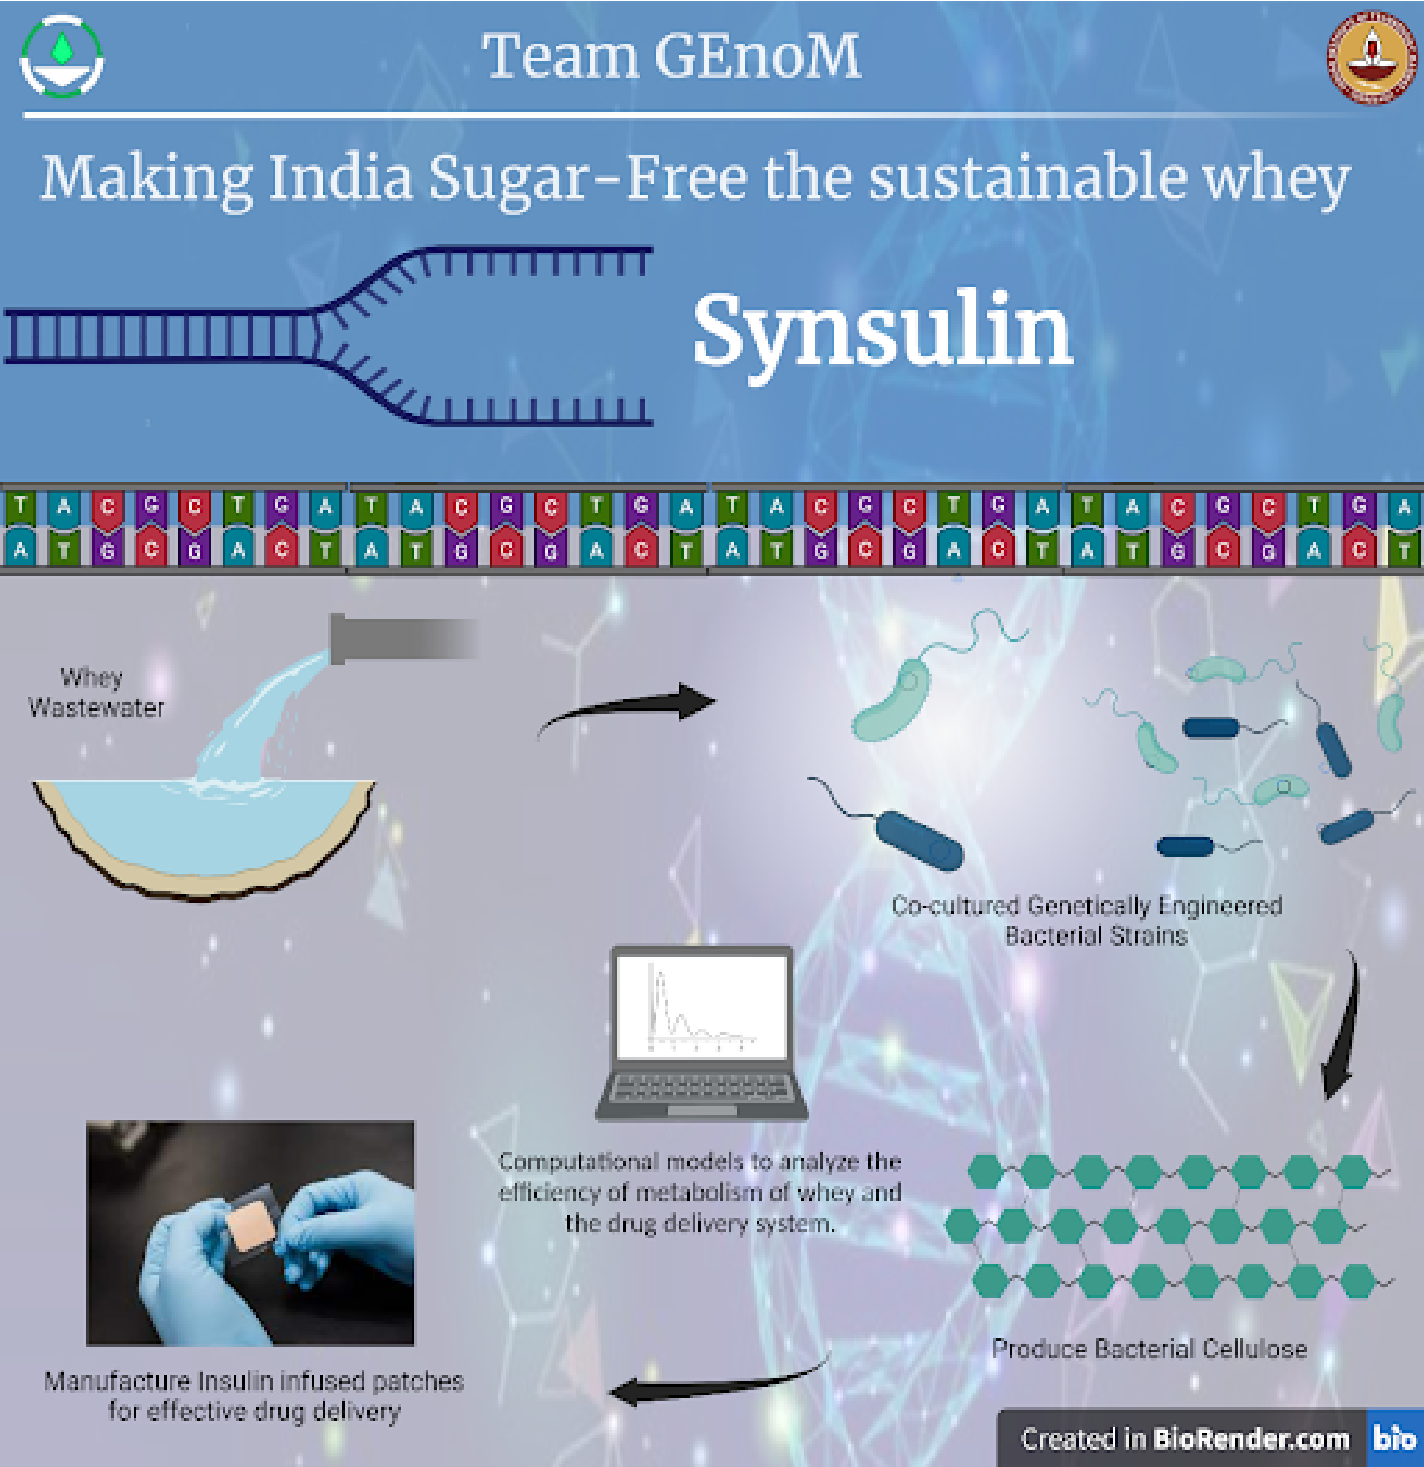 Team GEnoM
Making India Sugar-Free the sustainable whey
Synsulin
T A C G C T G A T A C G C T G A T A C G C T G A T A C G C T G A
A T G C G A C T A T G C G A C T A T G C G A C T A T G C G A C T
Whey
Wastewater
Co-cultured Genetically Engineered
Bacterial Strains
Computational models to analyze the
efficiency of metabolism of whey and
the drug delivery system.
Produce Bacterial Cellulose
Manufacture Insulin infused patches
for effective drug delivery
Created in BioRender.com bio